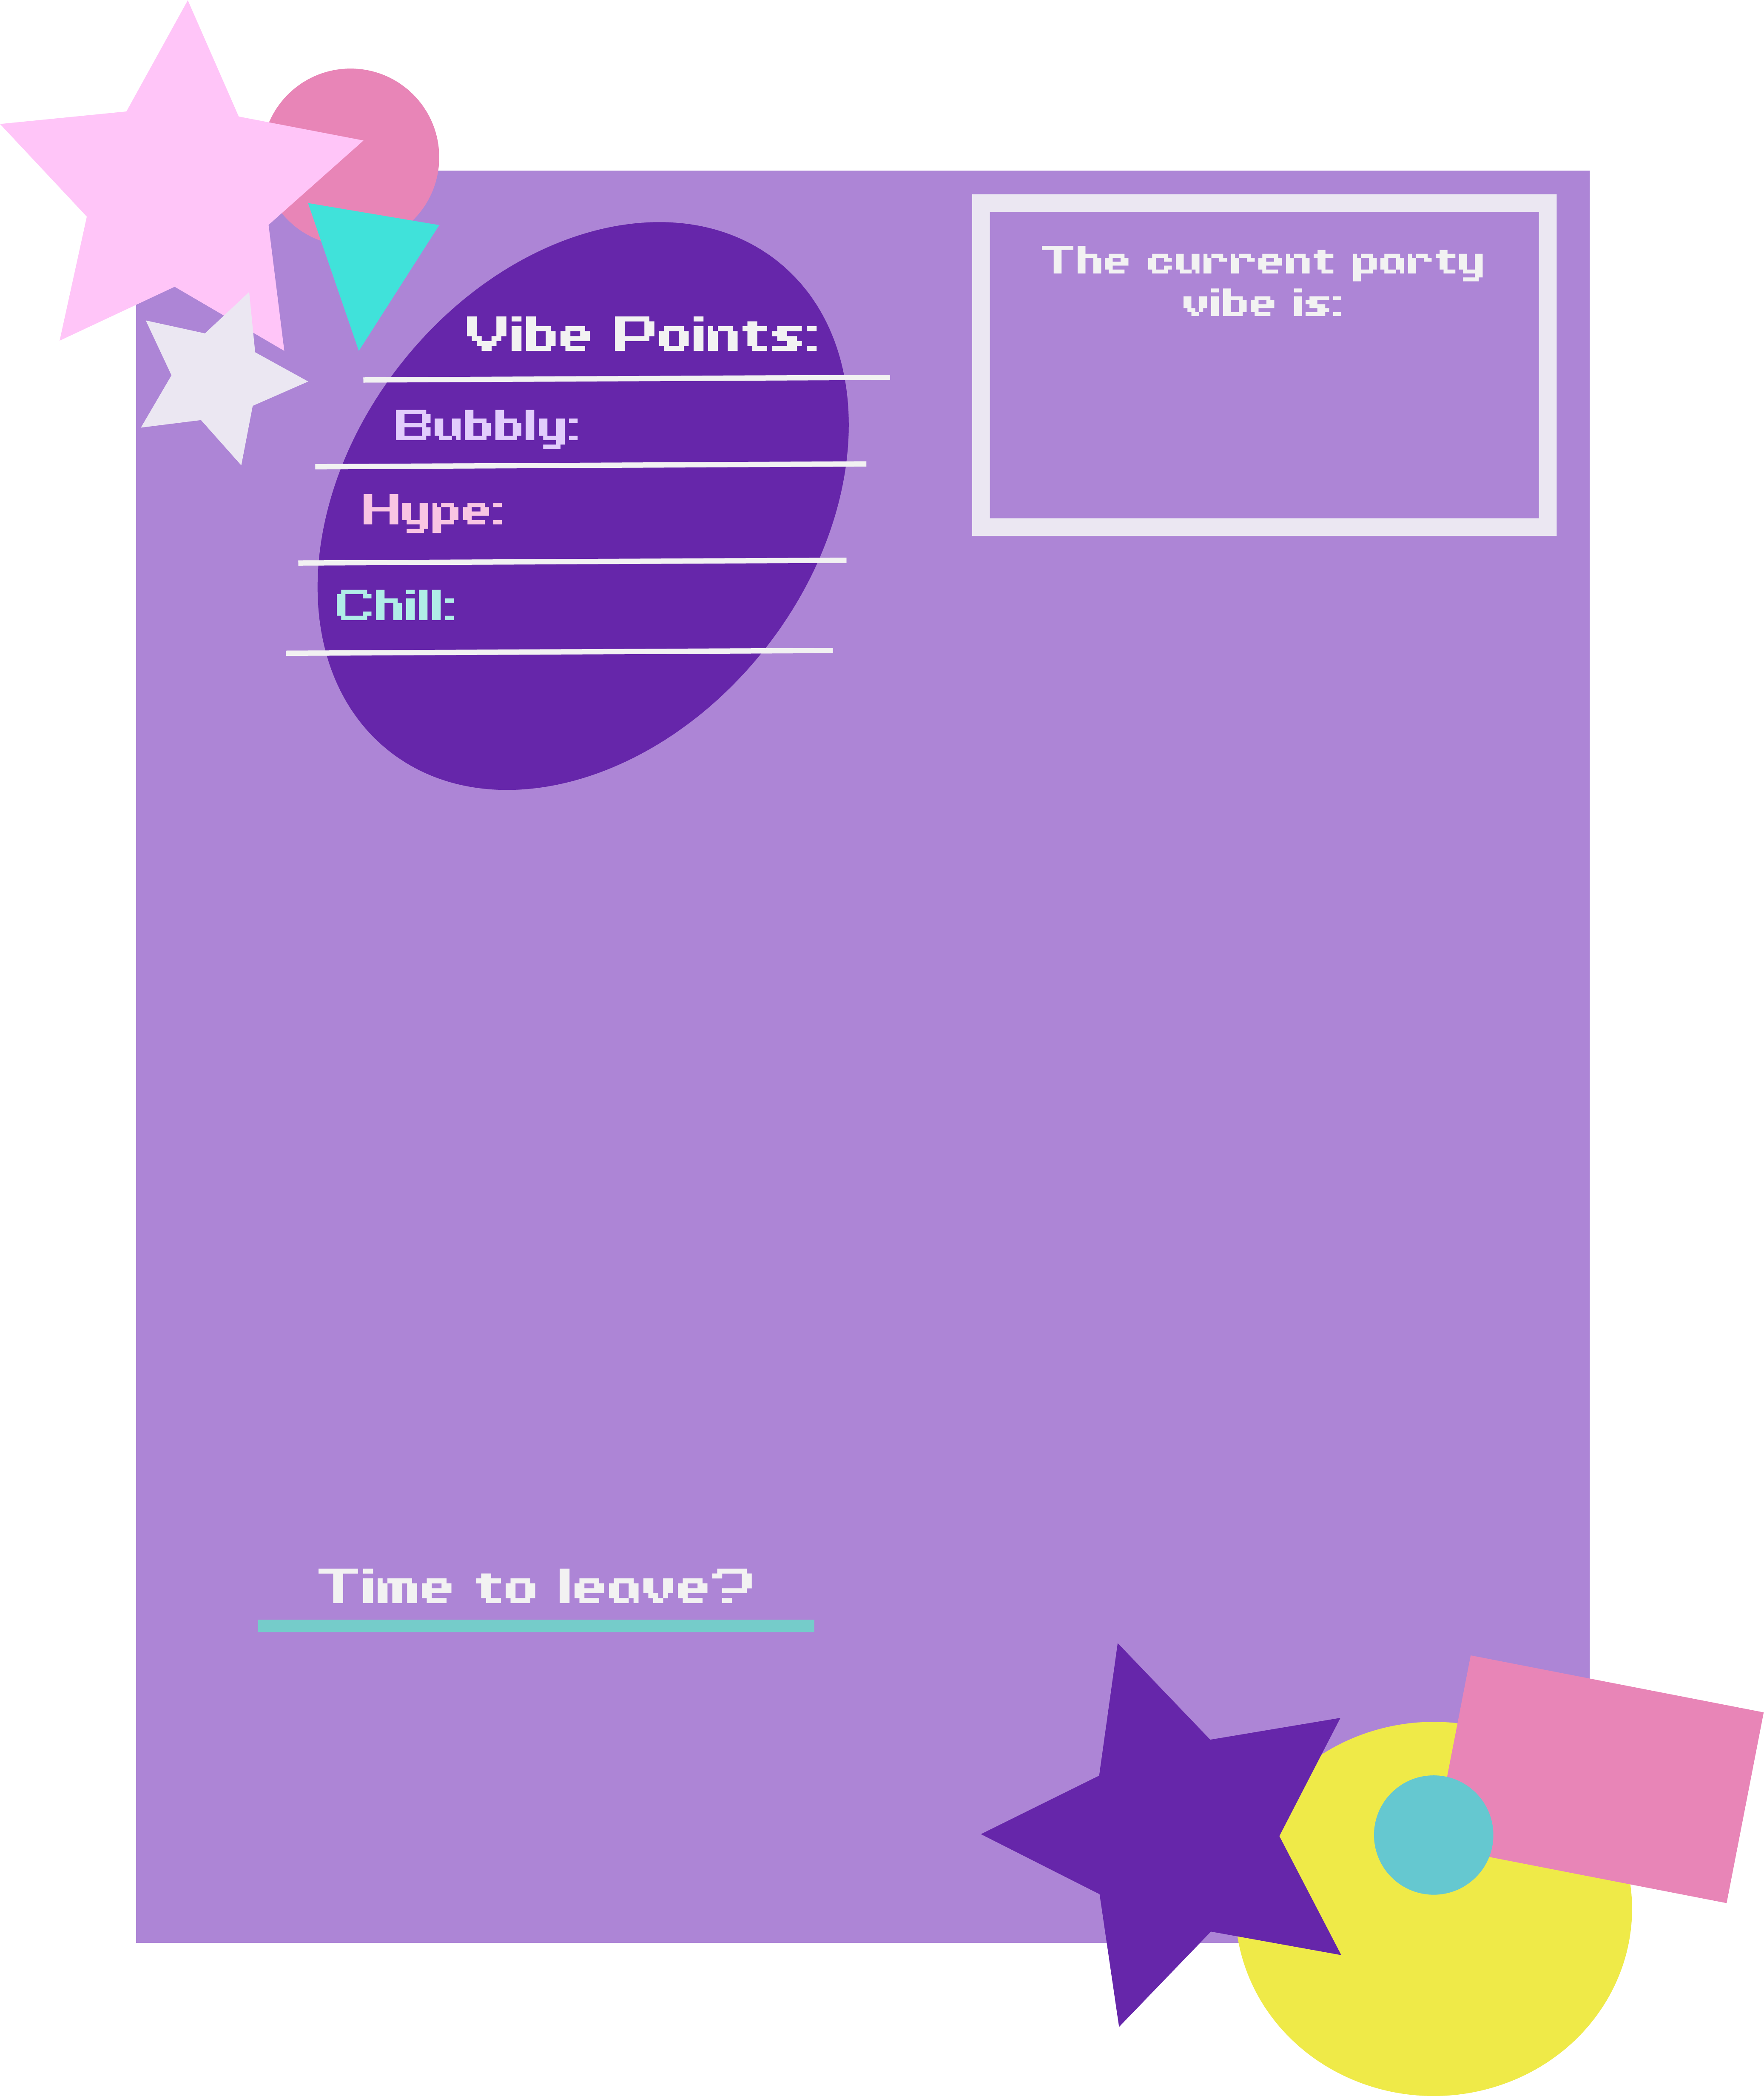 Vibe Points:
Bubbly:
Hype:
Chill:
The current party
vibe is:
Time to leave?